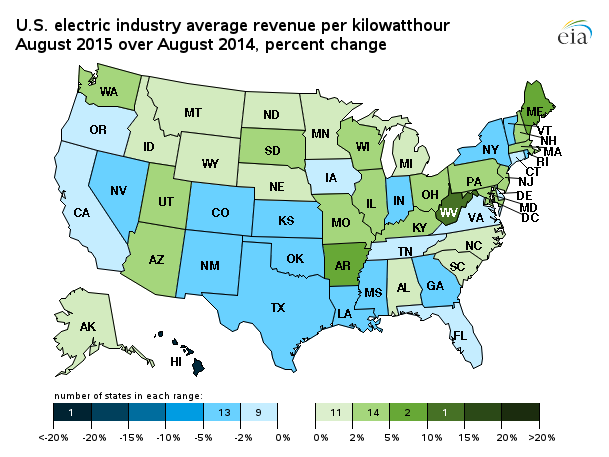 U.S. electric industry average revenue per kilowatthour
August 2015 over August 2014, percent change
eia
WA
MT
ND
MN
ME
OR
ID
SD
WI
MI
NY
VT
NH
MA
RI
CT
WY
NE
IA
PA
NJ
NV
UT
CO
KS
MO
IL
IN
OH
WV
VA
DE
MD
DC
CA
KY
AZ
NM
OK
AR
TN
NC
SC
TX
LA
MS
AL
GA
FL
AK
HI
number of states in each range:
1 13 9 11 14 2 1
<-20% -20% -15% -10% -5% -2% 0% 0% 2% 5% 10% 15% 20% >20%